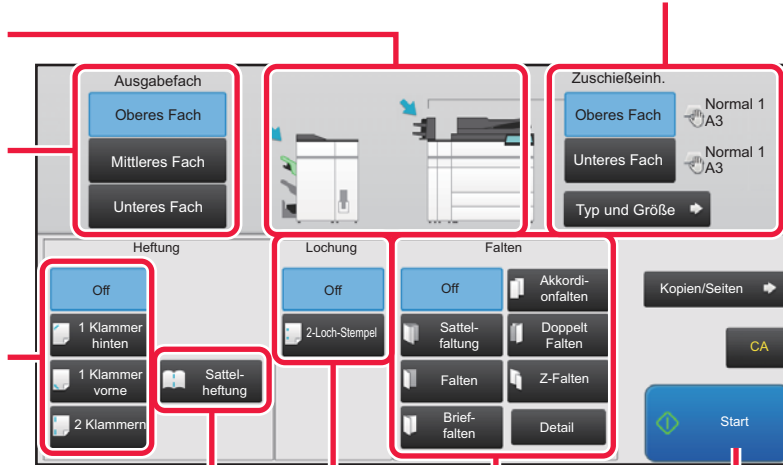 Ausgabefach
Oberes Fach
Mittleres Fach
Unteres Fach
Zuschießeinh.
Oberes Fach
Normal 1
A3
Unteres Fach
Normal 1
A3
Typ und Größe
Heftung
Off
1 Klammer
hinten
1 Klammer
vorne
2 Klammern
Sattel-
heftung
Lochung
Off
2-Loch-Stempel
Falten
Off
Akkordi-
onfalten
Sattel-
faltung
Doppelt
Falten
Falten
Z-Falten
Brief-
falten
Detail
Kopien/Seiten
CA
Start